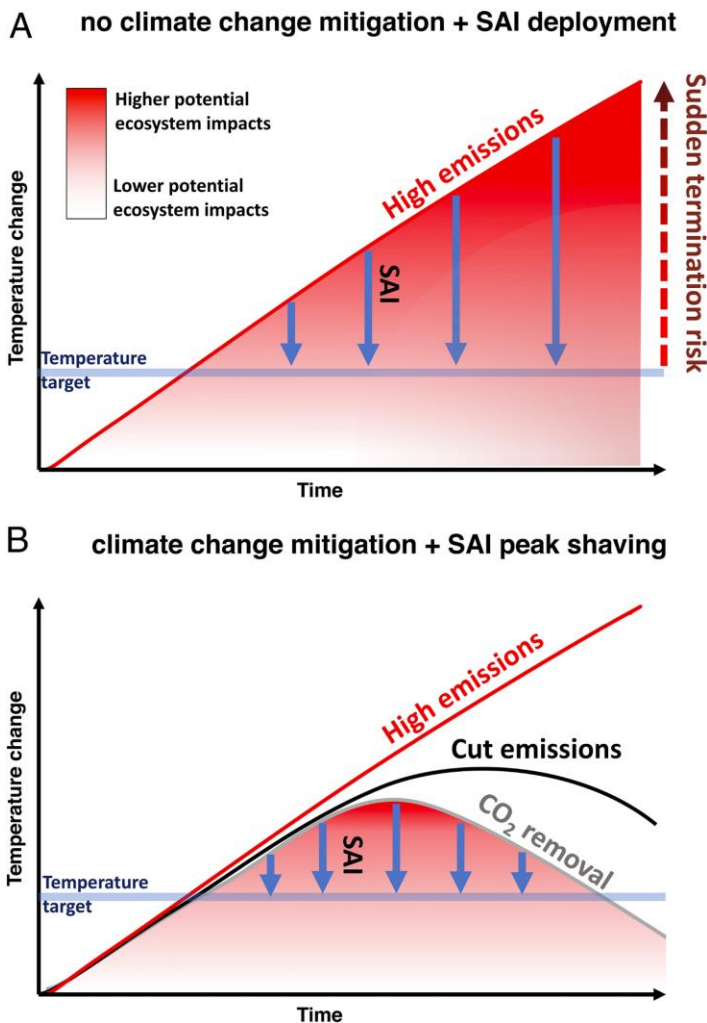 A
no climate change mitigation + SAI deployment
Higher potential
ecosystem impacts
Lower potential
ecosystem impacts
High emissions
SAI
Sudden termination risk
Temperature change
Temperature
target
Time
B
climate change mitigation + SAI peak shaving
High emissions
Cut emissions
CO₂ removal
SAI
Temperature change
Temperature
target
Time